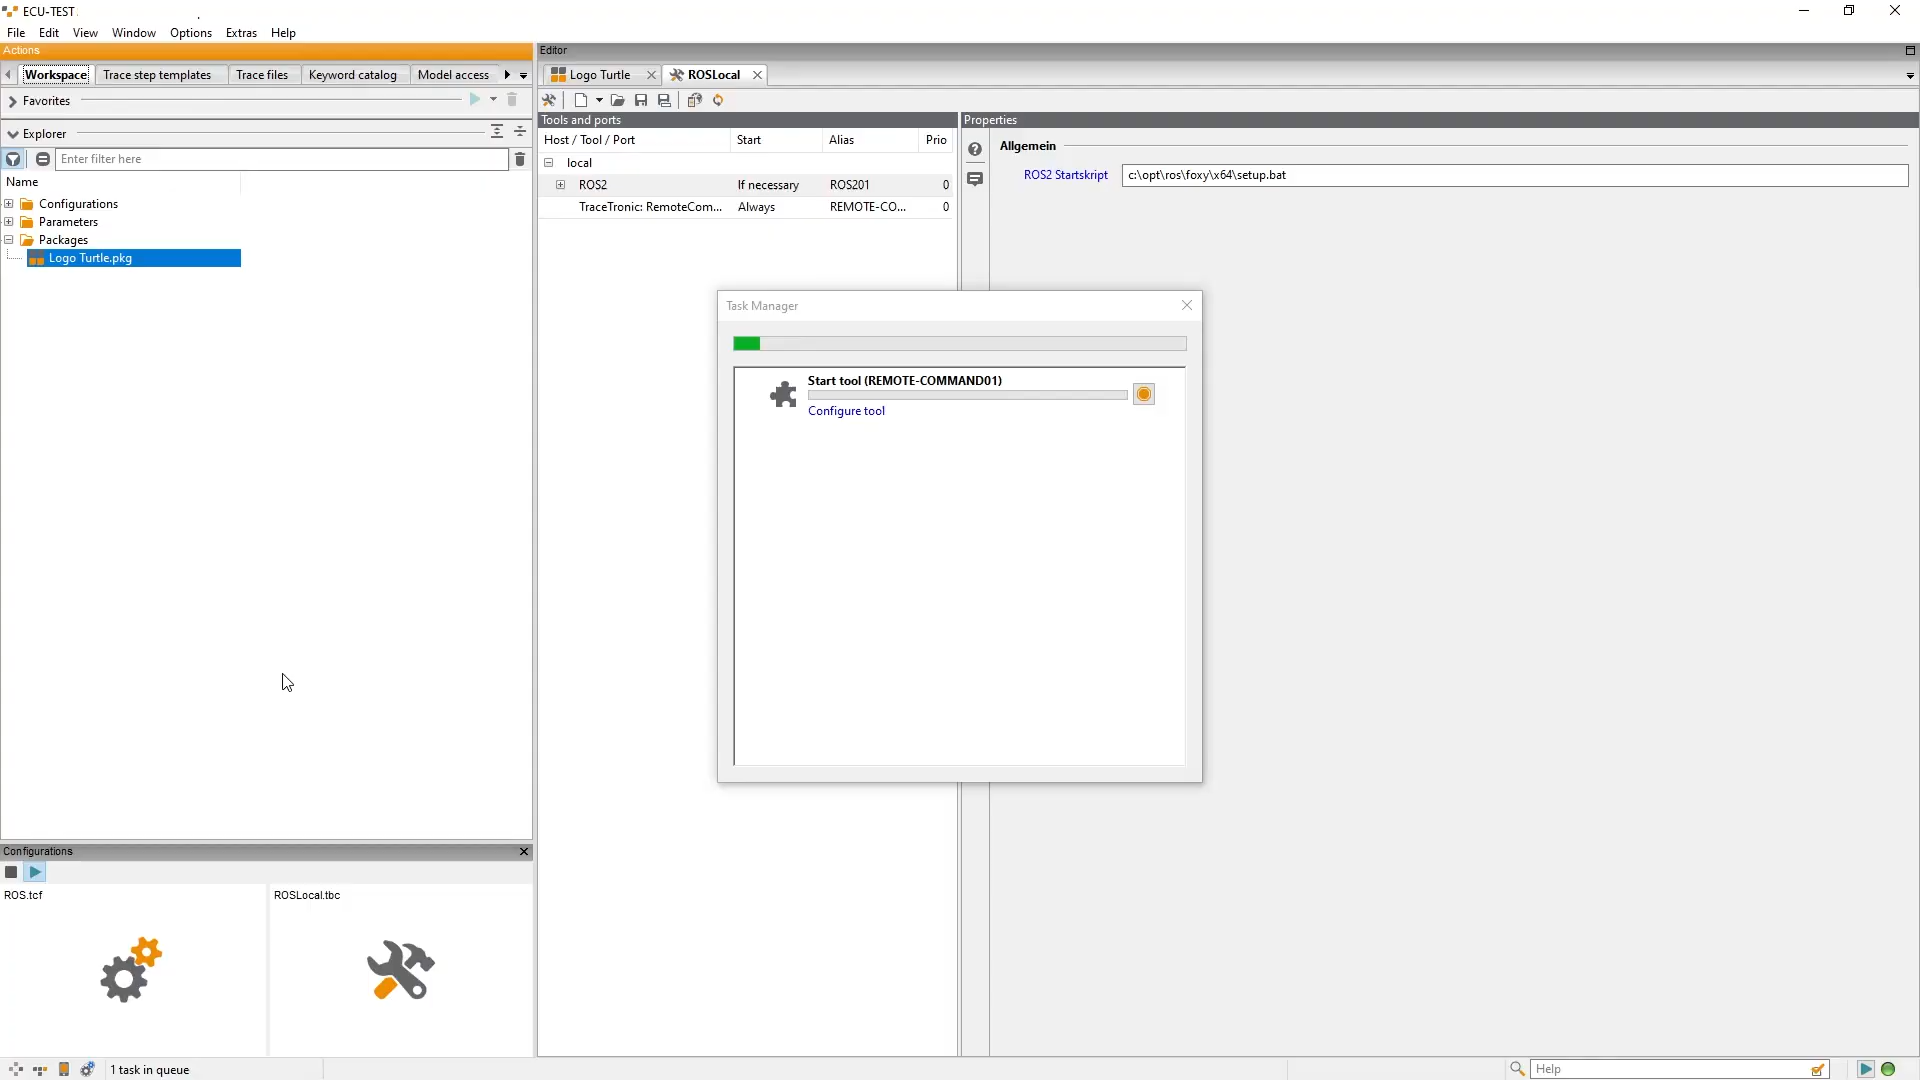 ECU-TEST
File Edit View Window Options Extras Help
Actions
Workspace Trace step templates Trace files Keyword catalog Model access
Favorites
Explorer
Enter filter here
Name
Configurations
Parameters
Packages
Logo Turtle.pkg
Configurations
ROS.tcf ROSLocal.tbc
1 task in queue
Editor
Logo Turtle ROSLocal
Tools and ports
Host / Tool / Port Start Alias Prio
local
ROS2 If necessary ROS201 0
TraceTronic: RemoteCom... Always REMOTE-CO... 0
Properties
Allgemein
ROS2 Startskript c:\opt\ros\foxy\x64\setup.bat
Task Manager
Start tool (REMOTE-COMMAND01)
Configure tool
Help